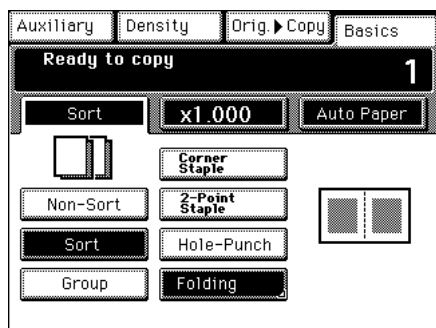 Auxiliary Density Orig.▶Copy Basics
Ready to copy 1
Sort x1.000 Auto Paper
Corner
Staple
Non-Sort 2-Point
Staple
Sort Hole-Punch
Group Folding